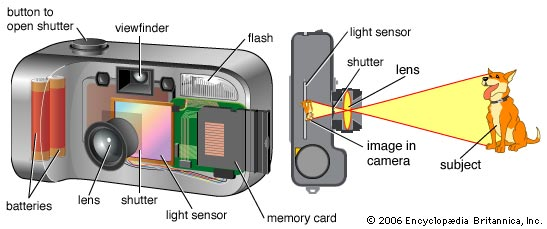 button to
open shutter
viewfinder
flash
batteries
lens
shutter
light sensor
memory card
light sensor
shutter
lens
image in
camera
subject
© 2006 Encyclopædia Britannica, Inc.